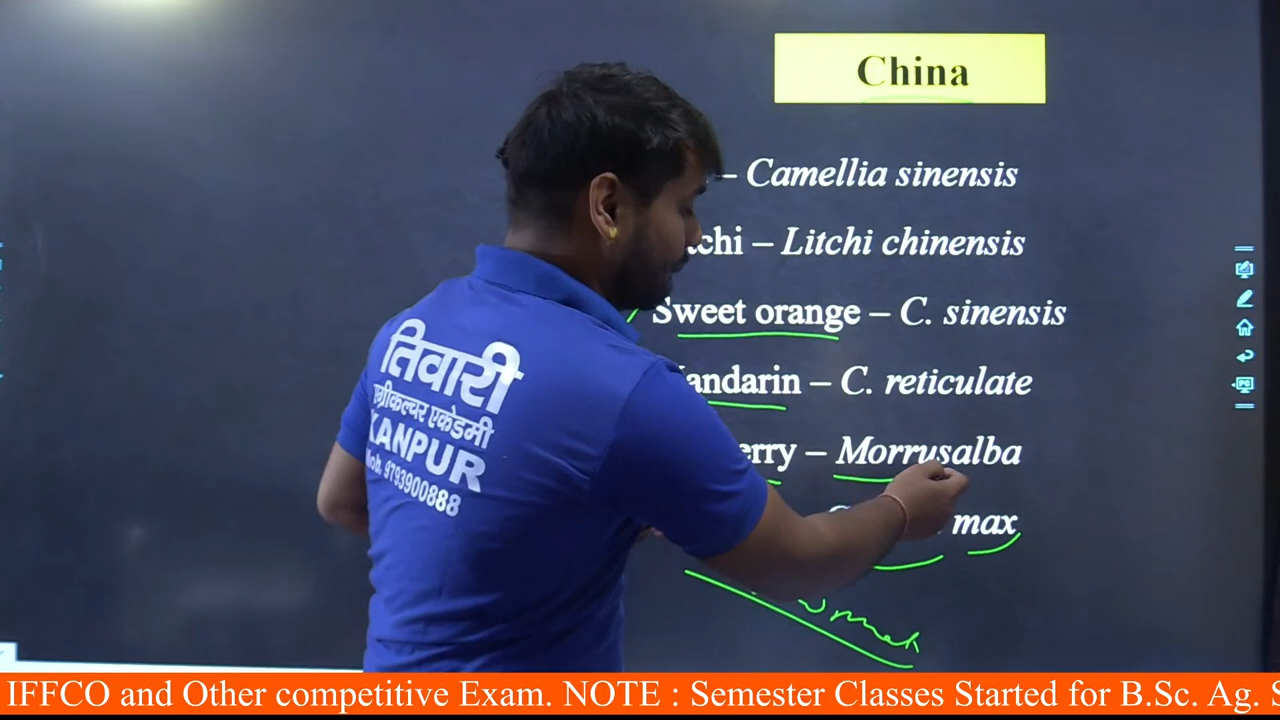 China
– Camellia sinensis
tchi – Litchi chinensis
Sweet orange – C. sinensis
andarin – C. reticulate
erry – Morrusalba
max
तिवारी
एग्रीकल्चर एकेडमी
KANPUR
Mob. 9793900888
IFFCO and Other competitive Exam. NOTE : Semester Classes Started for B.Sc. Ag. S